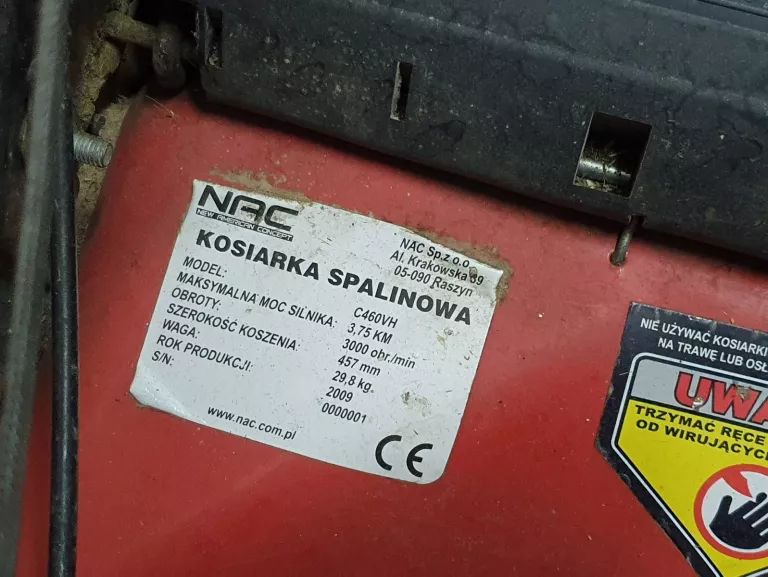 NAC
NEW AMERICAN CONCEPT
NAC Sp.z o.o.
Al. Krakowska 39
05-090 Raszyn
KOSIARKA SPALINOWA
MODEL: C460VH
MAKSYMALNA MOC SILNIKA: 3,75 KM
OBROTY: 3000 obr./min
SZEROKOŚĆ KOSZENIA: 457 mm
WAGA: 29,8 kg
ROK PRODUKCJI: 2009
S/N: 0000001
www.nac.com.pl
CE
NIE UŻYWAĆ KOSIARKI
NA TRAWĘ LUB
UWA
TRZYMAĆ RĘCE
OD WIRUJĄCYCH